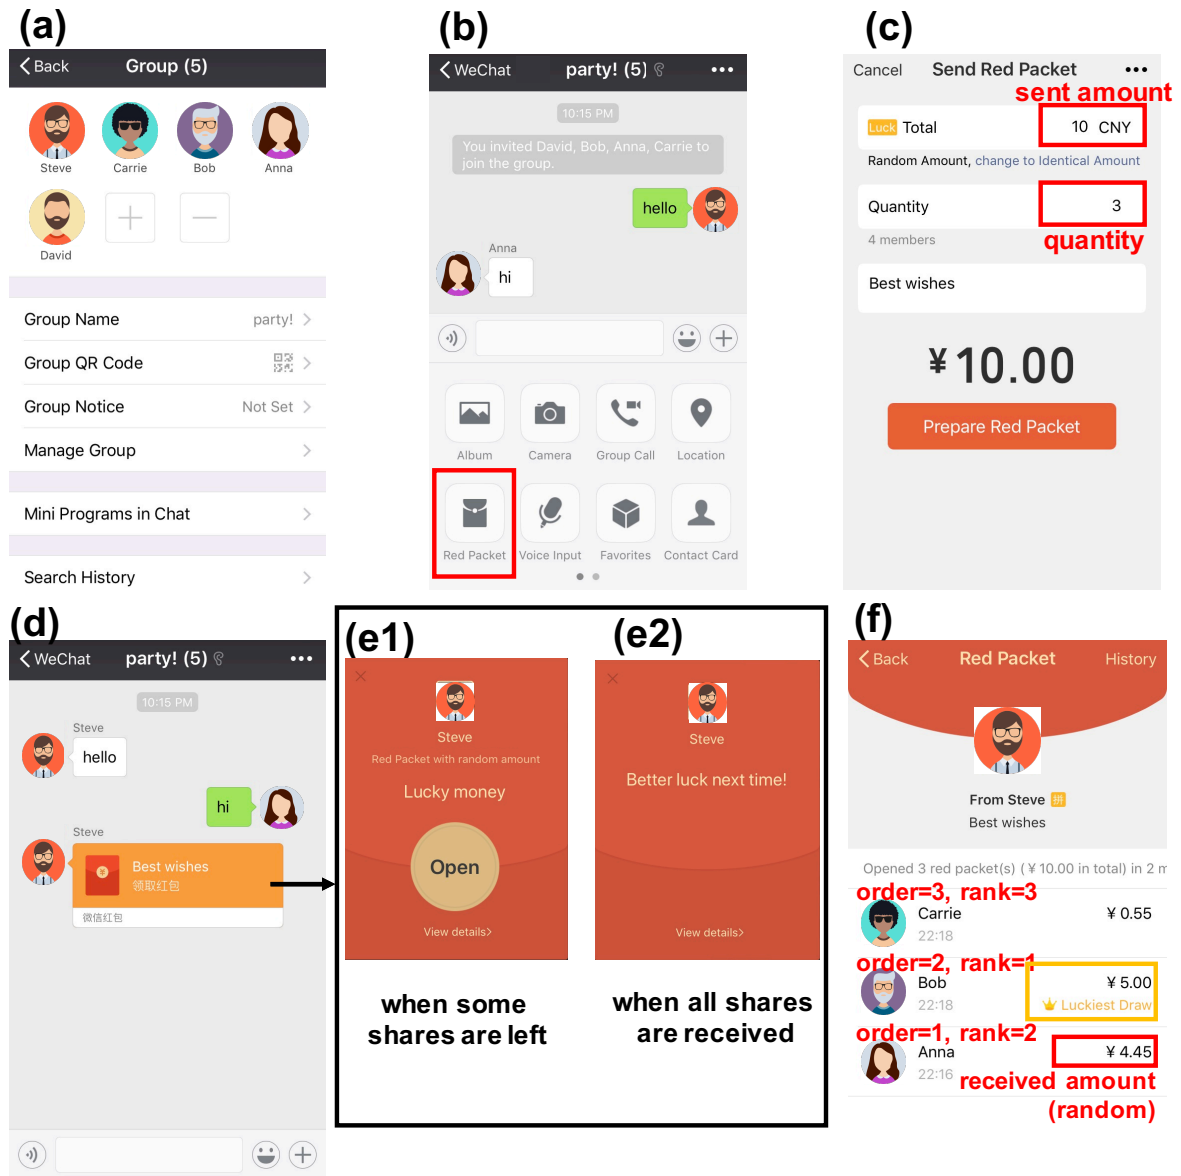 (a)
Back
Group (5)
Steve
Carrie
Bob
Anna
David
Group Name
party!
Group QR Code
Group Notice
Not Set
Manage Group
Mini Programs in Chat
Search History
(b)
WeChat
party! (5)
10:15 PM
You invited David, Bob, Anna, Carrie to
join the group.
hello
Anna
hi
Album
Camera
Group Call
Location
Red Packet
Voice Input
Favorites
Contact Card
(c)
Cancel
Send Red Packet
sent amount
Luck Total
10 CNY
Random Amount, change to Identical Amount
Quantity
3
4 members
quantity
Best wishes
¥10.00
Prepare Red Packet
(d)
WeChat
party! (5)
10:15 PM
Steve
hello
hi
Steve
Best wishes
领取红包
微信红包
(e1)
Steve
Red Packet with random amount
Lucky money
Open
View details>
when some
shares are left
(e2)
Steve
Better luck next time!
View details>
when all shares
are received
(f)
Back
Red Packet
History
From Steve 拼
Best wishes
Opened 3 red packet(s) (¥10.00 in total) in 2 m
order=3, rank=3
Carrie
¥ 0.55
22:18
order=2, rank=1
Bob
¥ 5.00
22:18
Luckiest Draw
order=1, rank=2
Anna
¥ 4.45
22:16
received amount
(random)